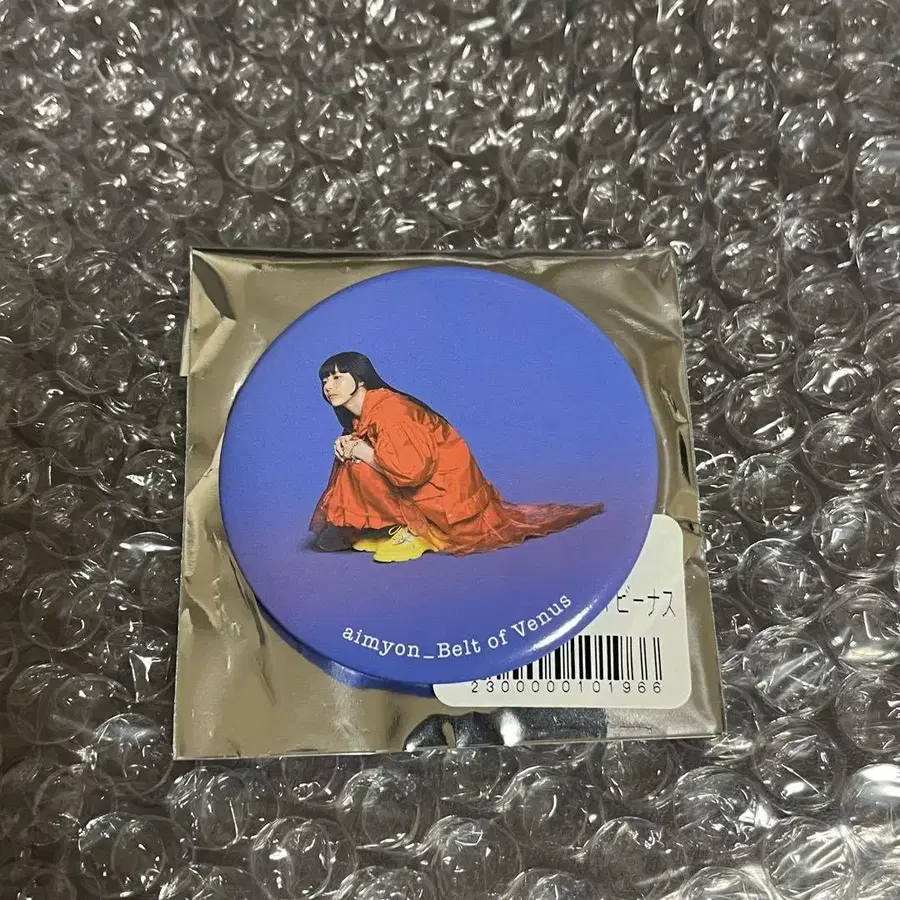 aimyon_Belt of Venus
ビーナス
2300000101966